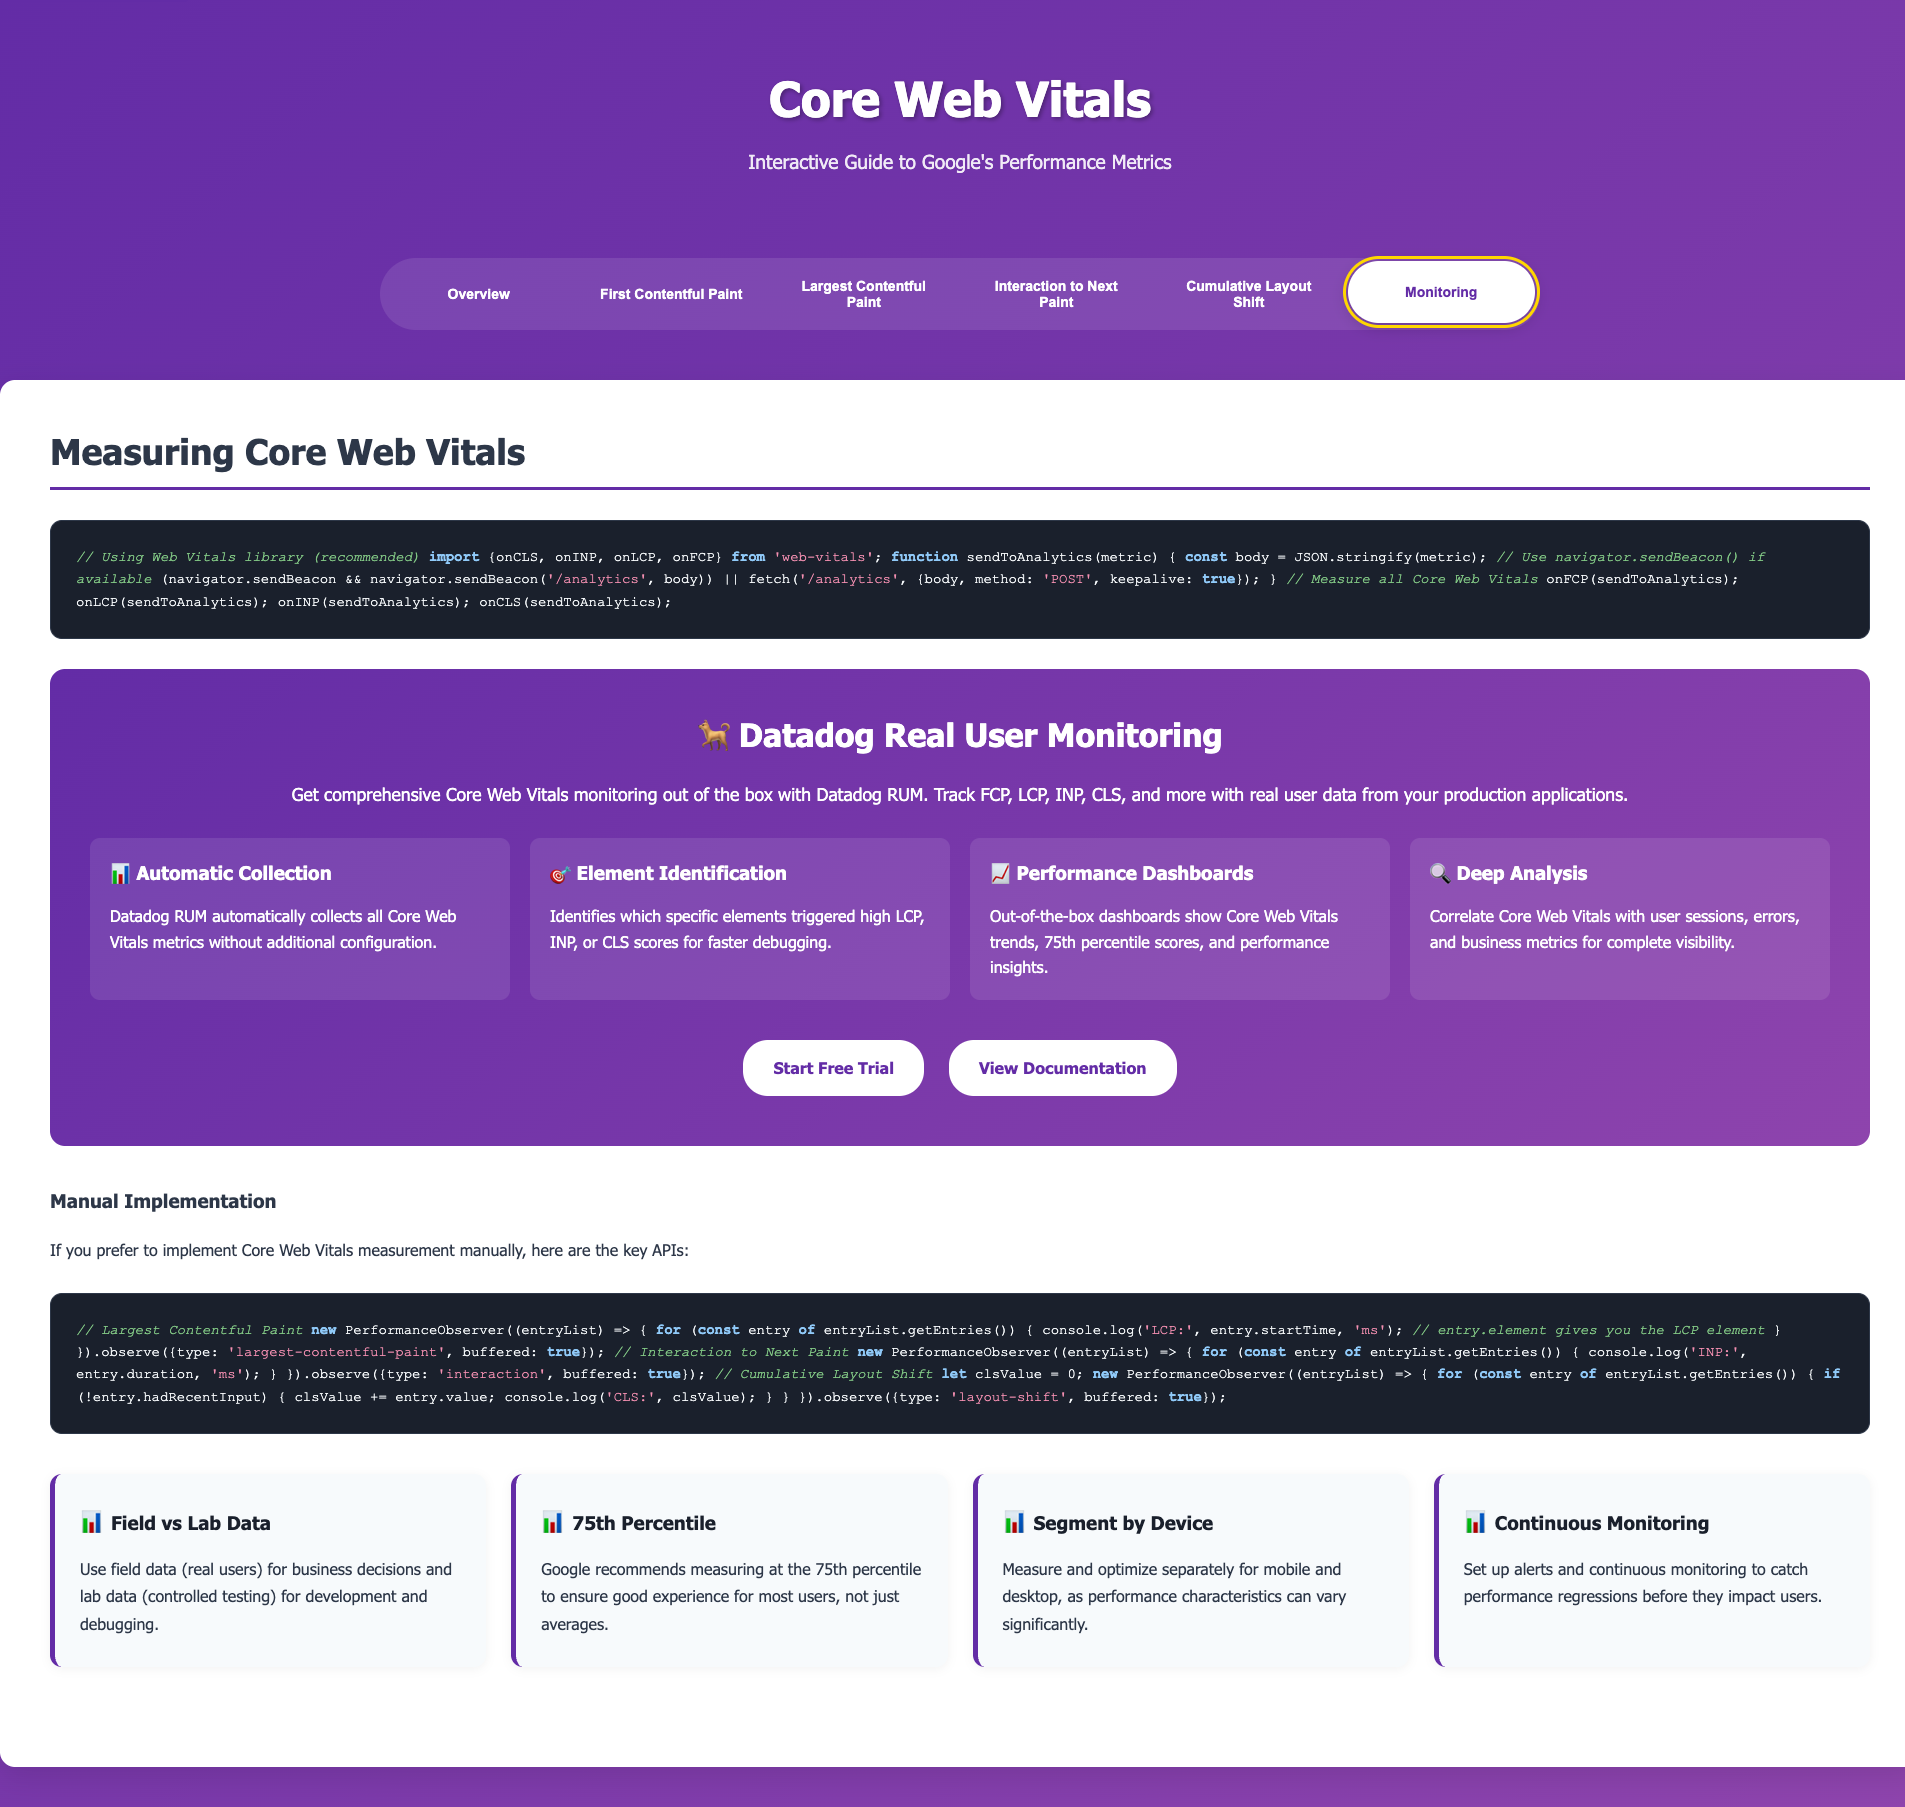 Core Web Vitals
Interactive Guide to Google's Performance Metrics
Overview
First Contentful Paint
Largest Contentful
Paint
Interaction to Next
Paint
Cumulative Layout
Shift
Monitoring
Measuring Core Web Vitals
// Using Web Vitals library (recommended) import {onCLS, onINP, onLCP, onFCP} from 'web-vitals'; function sendToAnalytics(metric) { const body = JSON.stringify(metric); // Use navigator.sendBeacon() if
available (navigator.sendBeacon && navigator.sendBeacon('/analytics', body)) || fetch('/analytics', {body, method: 'POST', keepalive: true}); } // Measure all Core Web Vitals onFCP(sendToAnalytics);
onLCP(sendToAnalytics); onINP(sendToAnalytics); onCLS(sendToAnalytics);
🐕 Datadog Real User Monitoring
Get comprehensive Core Web Vitals monitoring out of the box with Datadog RUM. Track FCP, LCP, INP, CLS, and more with real user data from your production applications.
📊 Automatic Collection
Datadog RUM automatically collects all Core Web
Vitals metrics without additional configuration.
🎯 Element Identification
Identifies which specific elements triggered high LCP,
INP, or CLS scores for faster debugging.
📈 Performance Dashboards
Out-of-the-box dashboards show Core Web Vitals
trends, 75th percentile scores, and performance
insights.
🔍 Deep Analysis
Correlate Core Web Vitals with user sessions, errors,
and business metrics for complete visibility.
Start Free Trial
View Documentation
Manual Implementation
If you prefer to implement Core Web Vitals measurement manually, here are the key APIs:
// Largest Contentful Paint new PerformanceObserver((entryList) => { for (const entry of entryList.getEntries()) { console.log('LCP:', entry.startTime, 'ms'); // entry.element gives you the LCP element }
}).observe({type: 'largest-contentful-paint', buffered: true}); // Interaction to Next Paint new PerformanceObserver((entryList) => { for (const entry of entryList.getEntries()) { console.log('INP:',
entry.duration, 'ms'); } }).observe({type: 'interaction', buffered: true}); // Cumulative Layout Shift let clsValue = 0; new PerformanceObserver((entryList) => { for (const entry of entryList.getEntries()) { if
(!entry.hadRecentInput) { clsValue += entry.value; console.log('CLS:', clsValue); } } }).observe({type: 'layout-shift', buffered: true});
📊 Field vs Lab Data
Use field data (real users) for business decisions and
lab data (controlled testing) for development and
debugging.
📊 75th Percentile
Google recommends measuring at the 75th percentile
to ensure good experience for most users, not just
averages.
📊 Segment by Device
Measure and optimize separately for mobile and
desktop, as performance characteristics can vary
significantly.
📊 Continuous Monitoring
Set up alerts and continuous monitoring to catch
performance regressions before they impact users.